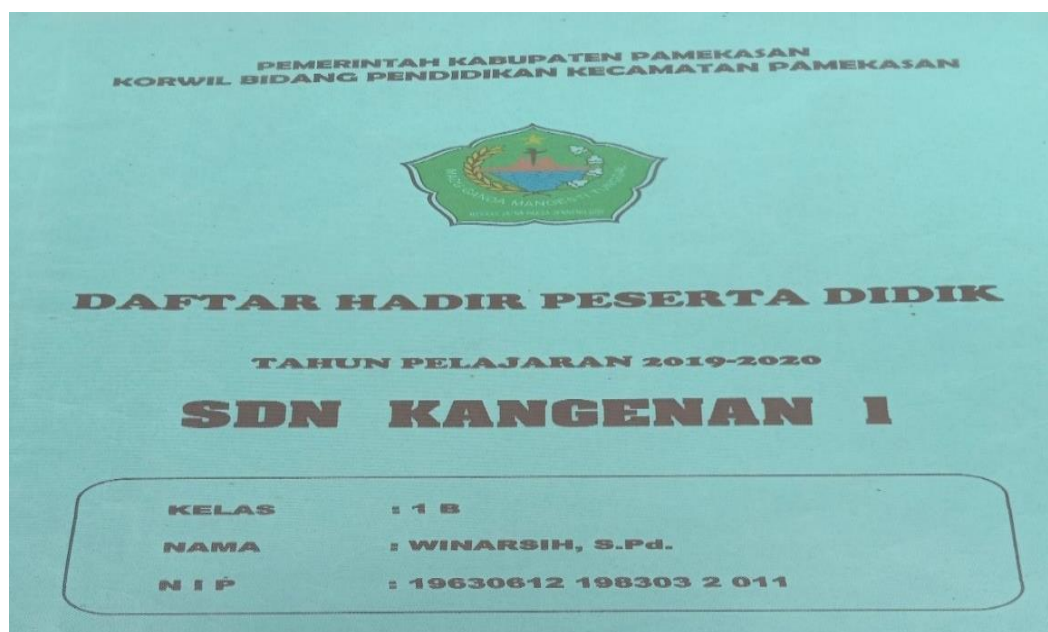 PEMERINTAH KABUPATEN PAMEKASAN
KORWIL BIDANG PENDIDIKAN KECAMATAN PAMEKASAN
DAFTAR HADIR PESERTA DIDIK
TAHUN PELAJARAN 2019-2020
SDN KANGENAN 1
KELAS : 1 B
NAMA : WINARSIH, S.Pd.
N I P : 19630612 198303 2 011